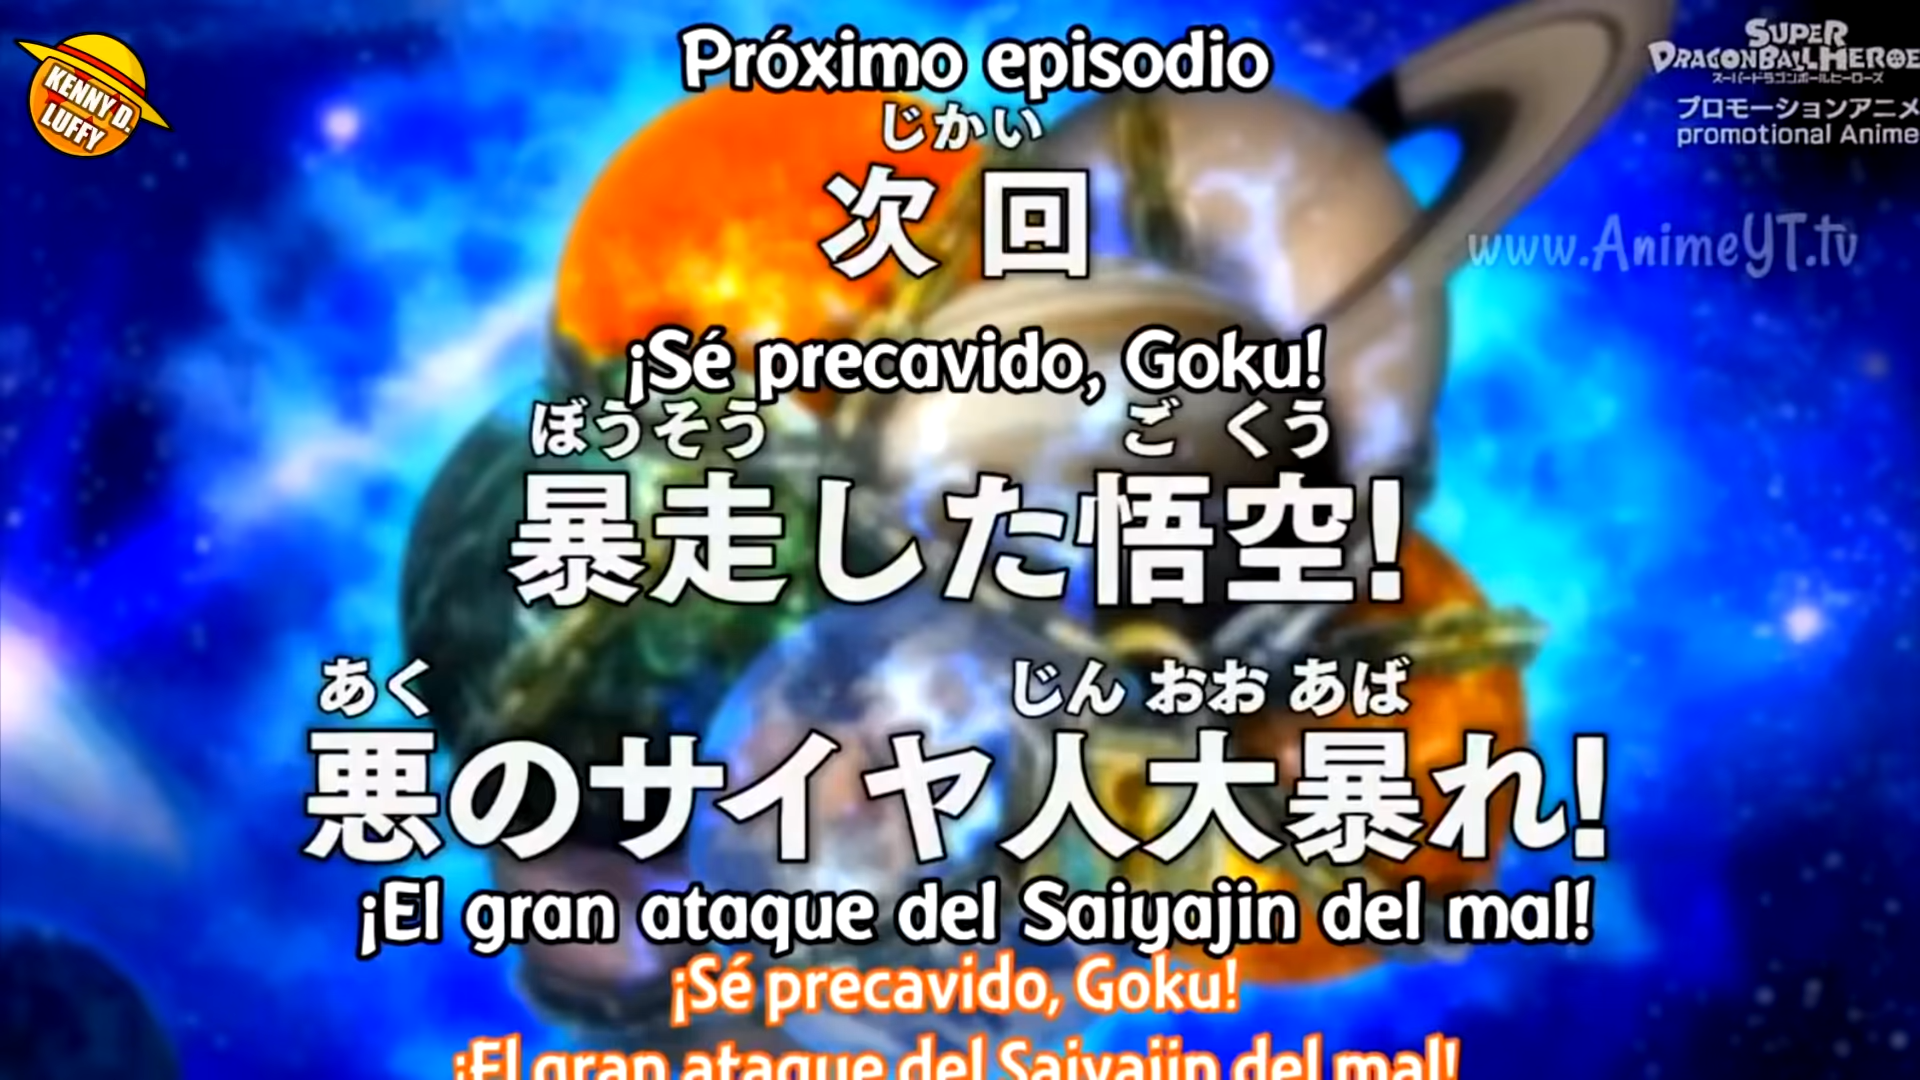 KENNY D.
LUFFY
SUPER
DRAGONBALL HEROE
スーパードラゴンボールヒーローズ
プロモーションアニメ
promotional Anime
www.AnimeYT.tv
Próximo episodio
じかい
次回
¡Sé precavido, Goku!
ぼうそう ご くう
暴走した悟空!
あく じん おお あば
悪のサイヤ人大暴れ!
¡El gran ataque del Saiyajin del mal!
¡Sé precavido, Goku!
¡El gran ataque del Saiyajin del mal!